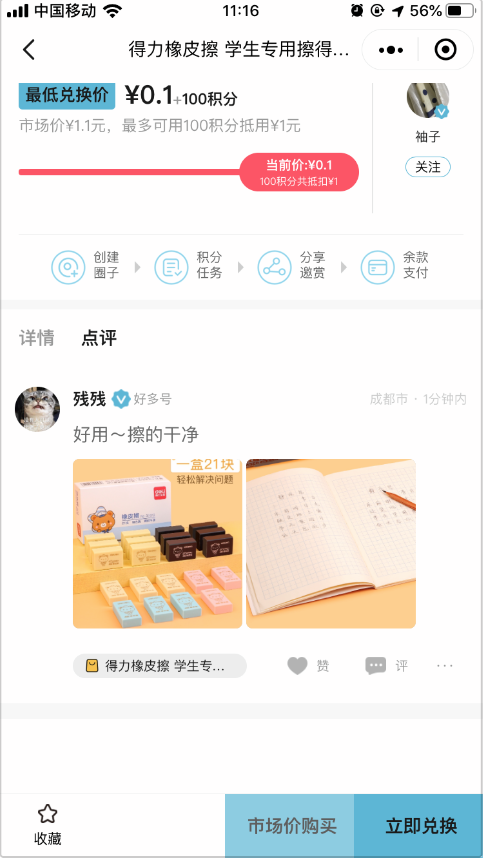 中国移动
11:16
56%
得力橡皮擦 学生专用擦得...
最低兑换价
¥0.1+100积分
市场价¥1.1元，最多可用100积分抵用¥1元
当前价:¥0.1
100积分共抵扣¥1
袖子
关注
创建
圈子
积分
任务
分享
邀赏
余款
支付
详情
点评
残残
好多号
成都市·1分钟内
好用～擦的干净
一盒21块
轻松解决问题
橡皮擦
得力橡皮擦 学生专...
赞
评
收藏
市场价购买
立即兑换